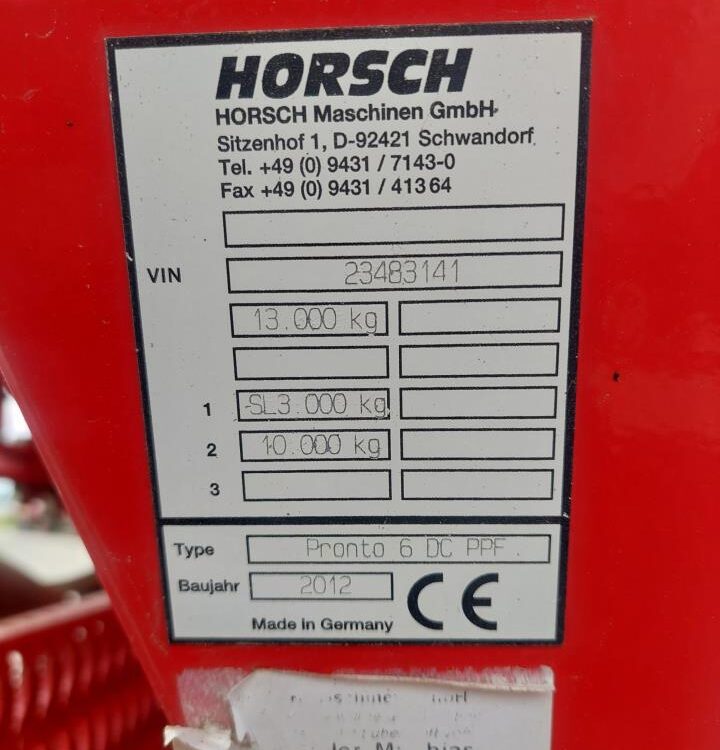 HORSCH
HORSCH Maschinen GmbH
Sitzenhof 1, D-92421 Schwandorf
Tel. +49 (0) 9431 / 7143-0
Fax +49 (0) 9431 / 41364
VIN 23483141
13.000 kg
1 -SL3.000 kg
2 10.000 kg
3
Type Pronto 6 DC PPF
Baujahr 2012 CE
Made in Germany